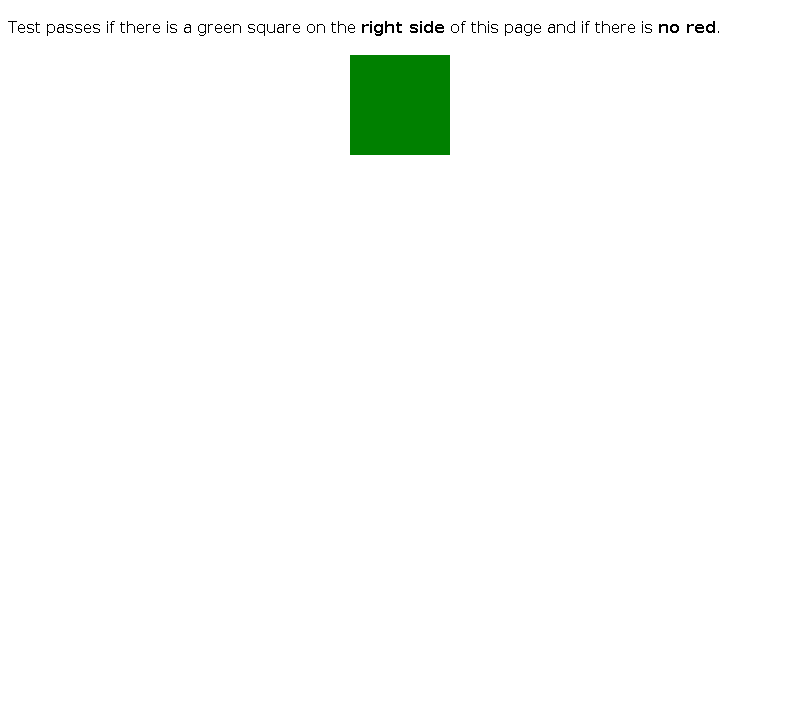 Test passes if there is a green square on the right side of this page and if there is no red.